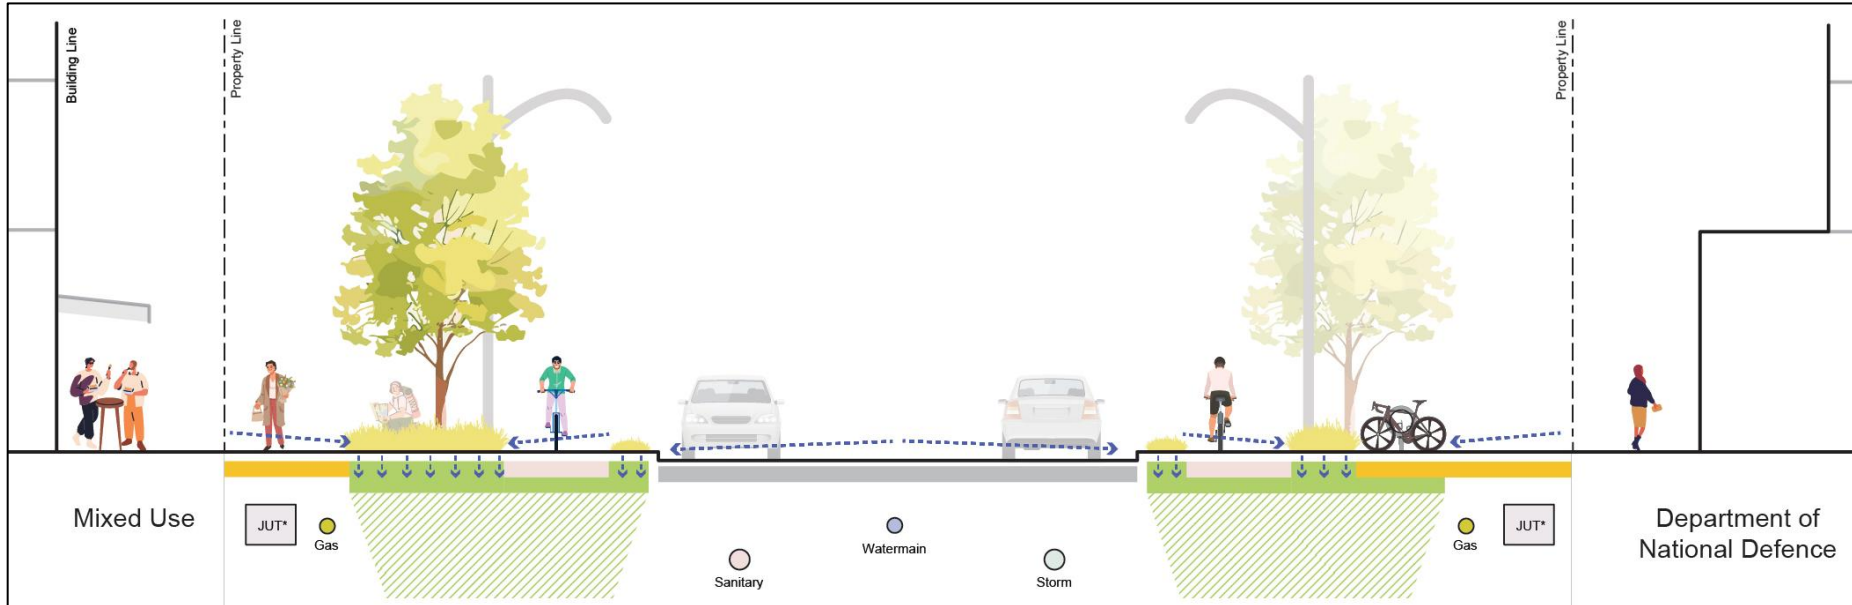 Building Line
Property Line
Property Line
Mixed Use
JUT*
Gas
Sanitary
Watermain
Storm
Gas
JUT*
Department of
National Defence